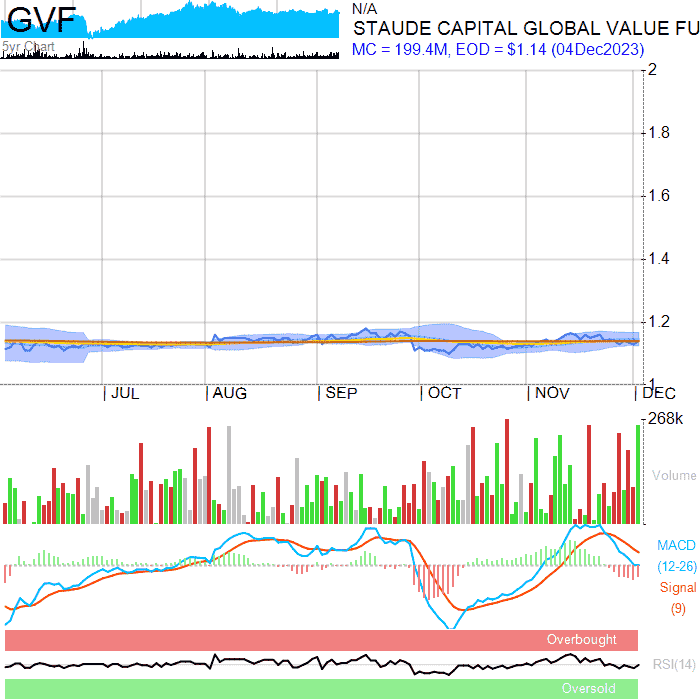 GVF
5yr Chart
N/A
STAUDE CAPITAL GLOBAL VALUE FU
MC = 199.4M, EOD = $1.14 (04Dec2023)
2
1.8
1.6
1.4
1.2
1
JUL AUG SEP OCT NOV DEC
268k
Volume
MACD
(12-26)
Signal
(9)
Overbought
RSI(14)
Oversold